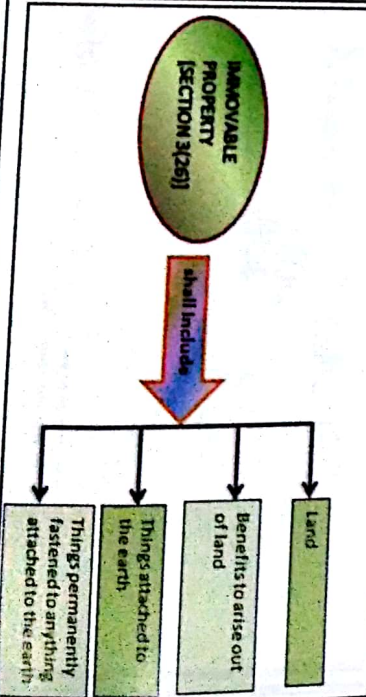 IMMOVABLE
PROPERTY
[SECTION 3(26)]
shall include
Land
Benefits to arise out
of land
Things attached to
the earth.
Things permanently
fastened to anything
attached to the earth